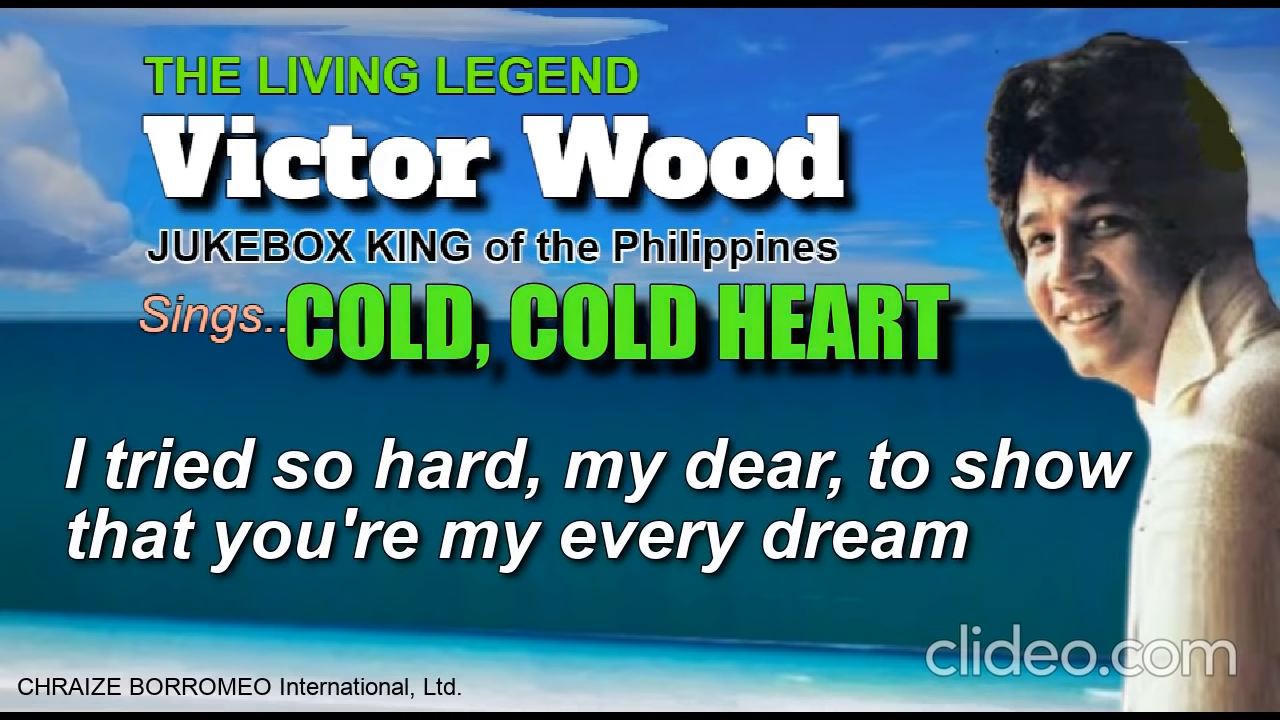 THE LIVING LEGEND
Victor Wood
JUKEBOX KING of the Philippines
Sings.. COLD, COLD HEART
I tried so hard, my dear, to show
that you're my every dream
clideo.com
CHRAIZE BORROMEO International, Ltd.